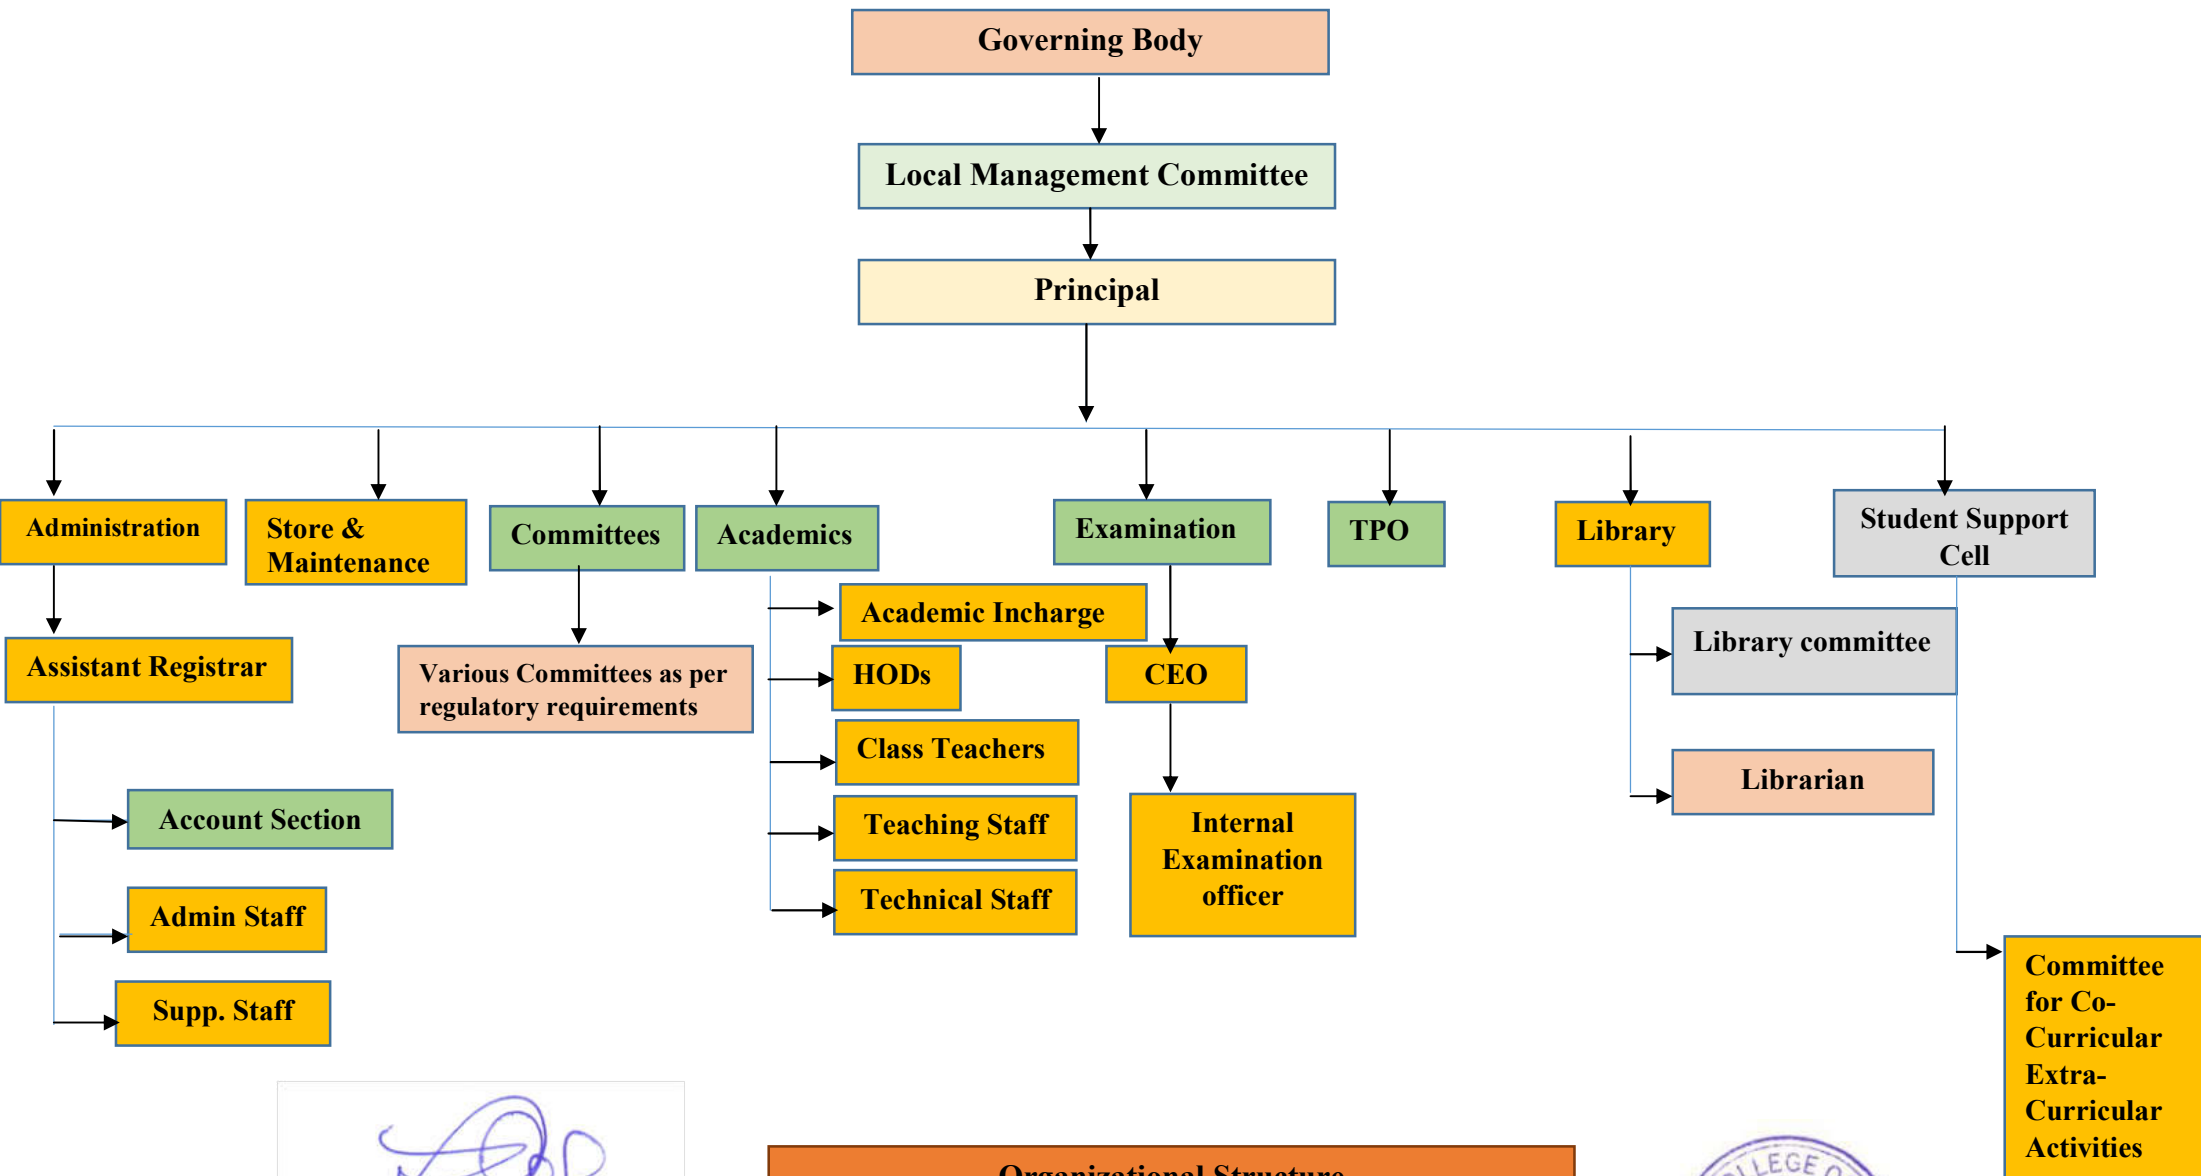 Governing Body
Local Management Committee
Principal
Administration
Store &
Maintenance
Committees
Academics
Examination
TPO
Library
Student Support
Cell
Assistant Registrar
Various Committees as per
regulatory requirements
Academic Incharge
HODs
Class Teachers
Teaching Staff
Technical Staff
CEO
Internal
Examination
officer
Library committee
Librarian
Account Section
Admin Staff
Supp. Staff
Committee
for Co-
Curricular
Extra-
Curricular
Activities
Organizational Structure